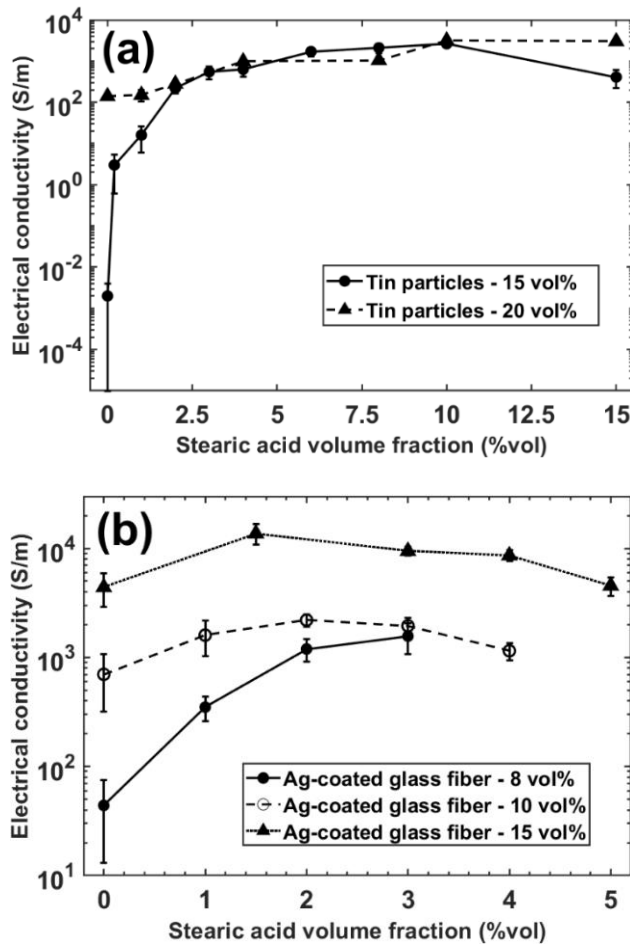 (a)
Electrical conductivity (S/m)
10^4
10^2
10^0
10^-2
10^-4
Tin particles - 15 vol%
Tin particles - 20 vol%
0 2.5 5 7.5 10 12.5 15
Stearic acid volume fraction (%vol)
(b)
Electrical conductivity (S/m)
10^4
10^3
10^2
10^1
Ag-coated glass fiber - 8 vol%
Ag-coated glass fiber - 10 vol%
Ag-coated glass fiber - 15 vol%
0 1 2 3 4 5
Stearic acid volume fraction (%vol)